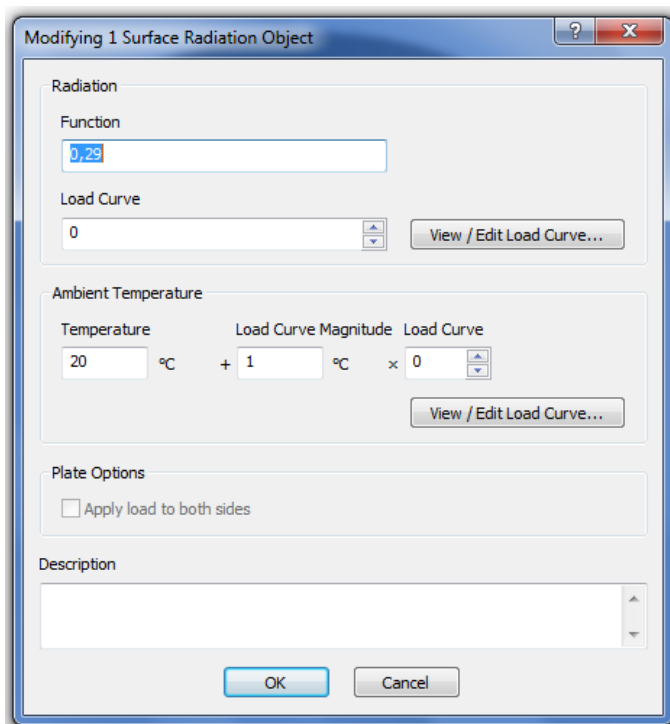 Modifying 1 Surface Radiation Object
Radiation
Function
0,29
Load Curve
0
View / Edit Load Curve...
Ambient Temperature
Temperature Load Curve Magnitude Load Curve
20 ºC + 1 ºC × 0
View / Edit Load Curve...
Plate Options
Apply load to both sides
Description
OK Cancel